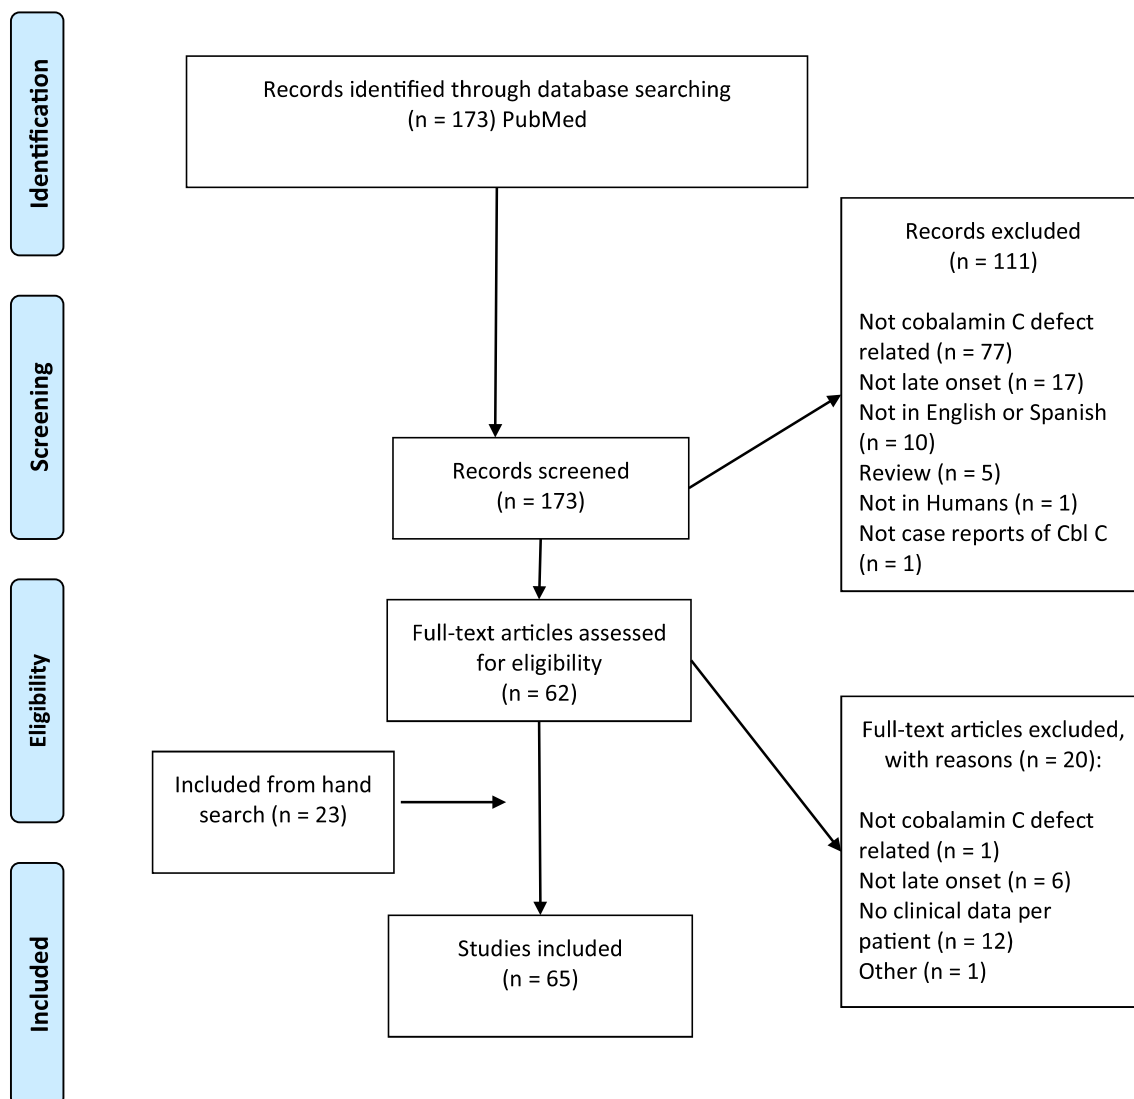 Identification
Records identified through database searching
(n = 173) PubMed
Records excluded
(n = 111)
Not cobalamin C defect
related (n = 77)
Not late onset (n = 17)
Not in English or Spanish
(n = 10)
Review (n = 5)
Not in Humans (n = 1)
Not case reports of Cbl C
(n = 1)
Screening
Records screened
(n = 173)
Eligibility
Full-text articles assessed
for eligibility
(n = 62)
Full-text articles excluded,
with reasons (n = 20):
Not cobalamin C defect
related (n = 1)
Not late onset (n = 6)
No clinical data per
patient (n = 12)
Other (n = 1)
Included from hand
search (n = 23)
Included
Studies included
(n = 65)